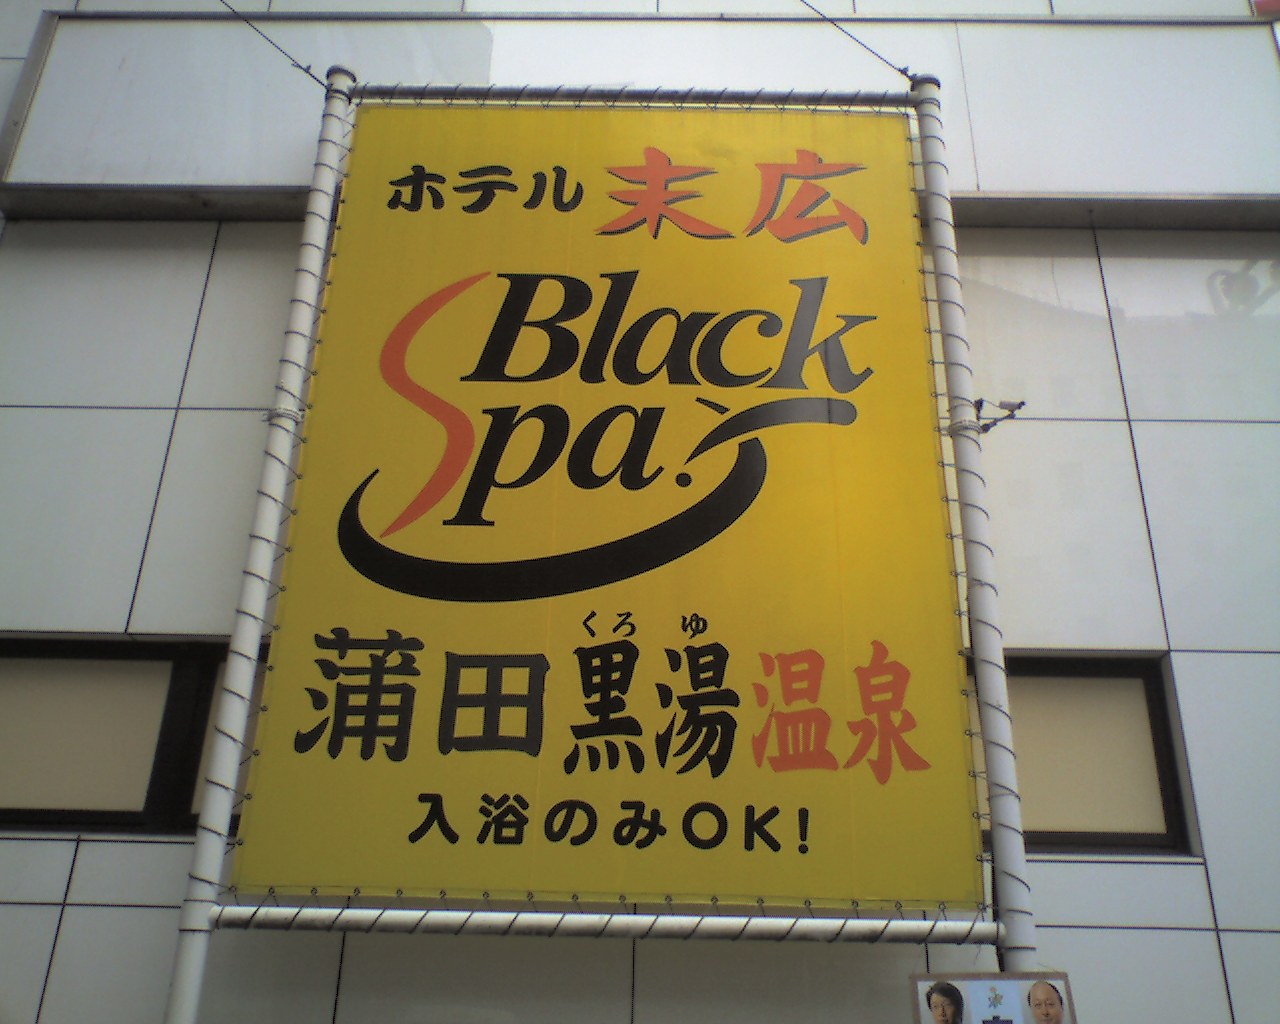 ホテル 末広
Black
Spa
くろ ゆ
蒲田黒湯温泉
入浴のみOK!